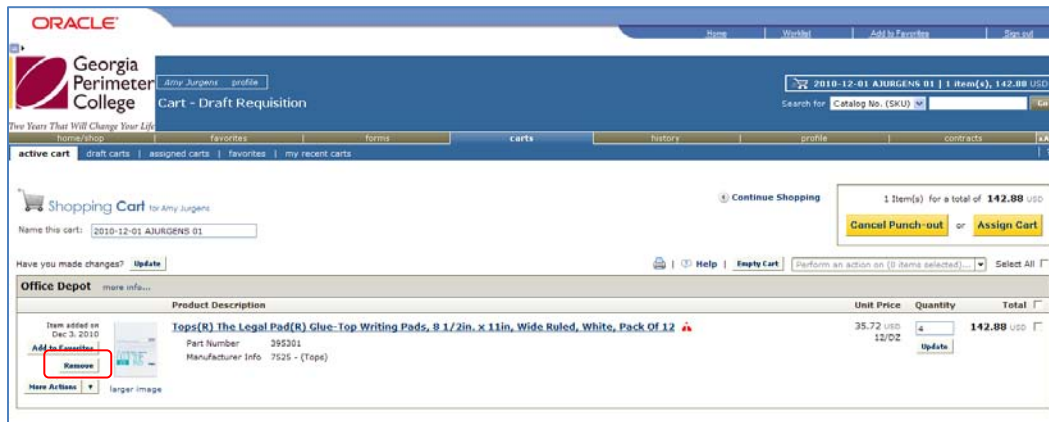 ORACLE
Home | Worklist | Add to Favorites | Sign out
Georgia
Perimeter
College
Two Years That Will Change Your Life
Amy Jurgens profile
Cart - Draft Requisition
2010-12-01 AJURGENS 01 | 1 item(s), 142.88 USD
Search for Catalog No. (SKU) Go
home/shop | favorites | forms | carts | history | profile | contracts
active cart | draft carts | assigned carts | favorites | my recent carts
Shopping Cart for Amy Jurgens
Continue Shopping
1 Item(s) for a total of 142.88 USD
Name this cart: 2010-12-01 AJURGENS 01
Cancel Punch-out or Assign Cart
Have you made changes? Update
| Help | Empty Cart Perform an action on (0 items selected)... Select All
Office Depot more info...
Product Description Unit Price Quantity Total
Item added on
Dec 3, 2010
Add to Favorites
Remove
More Actions
larger image
Tops(R) The Legal Pad(R) Glue-Top Writing Pads, 8 1/2in. x 11in, Wide Ruled, White, Pack Of 12
Part Number 395301
Manufacturer Info 7525 - (Tops)
35.72 USD
12/DZ
4
Update
142.88 USD